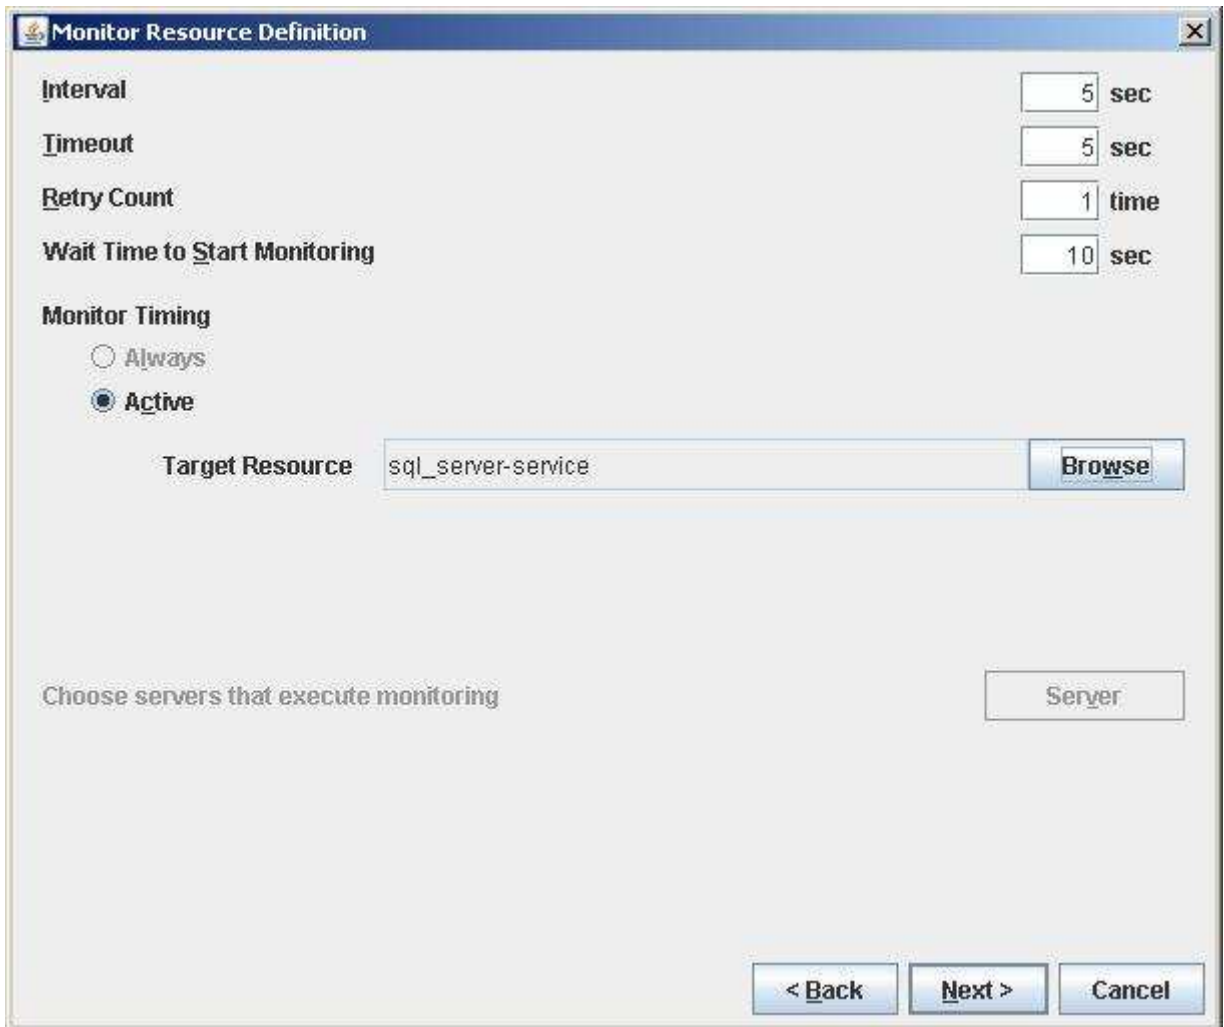 Monitor Resource Definition
Interval 5 sec
Timeout 5 sec
Retry Count 1 time
Wait Time to Start Monitoring 10 sec
Monitor Timing
Always
Active
Target Resource sql_server-service Browse
Choose servers that execute monitoring Server
< Back Next > Cancel